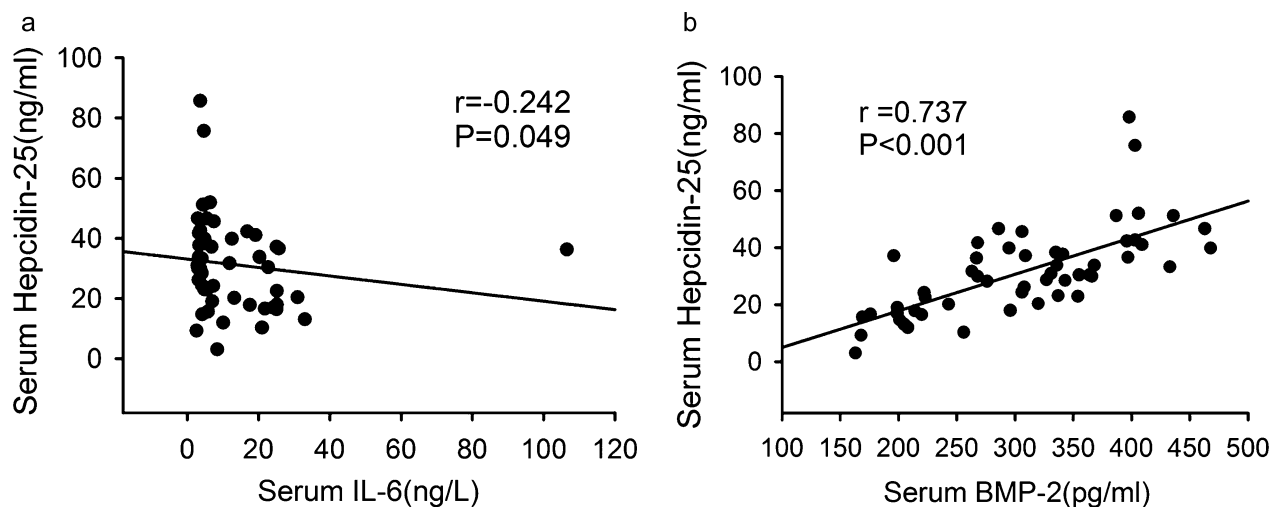 a
Serum Hepcidin-25(ng/ml)
100
80
60
40
20
0
r=-0.242
P=0.049
0 20 40 60 80 100 120
Serum IL-6(ng/L)
b
Serum Hepcidin-25(ng/ml)
100
80
60
40
20
0
r =0.737
P<0.001
100 150 200 250 300 350 400 450 500
Serum BMP-2(pg/ml)